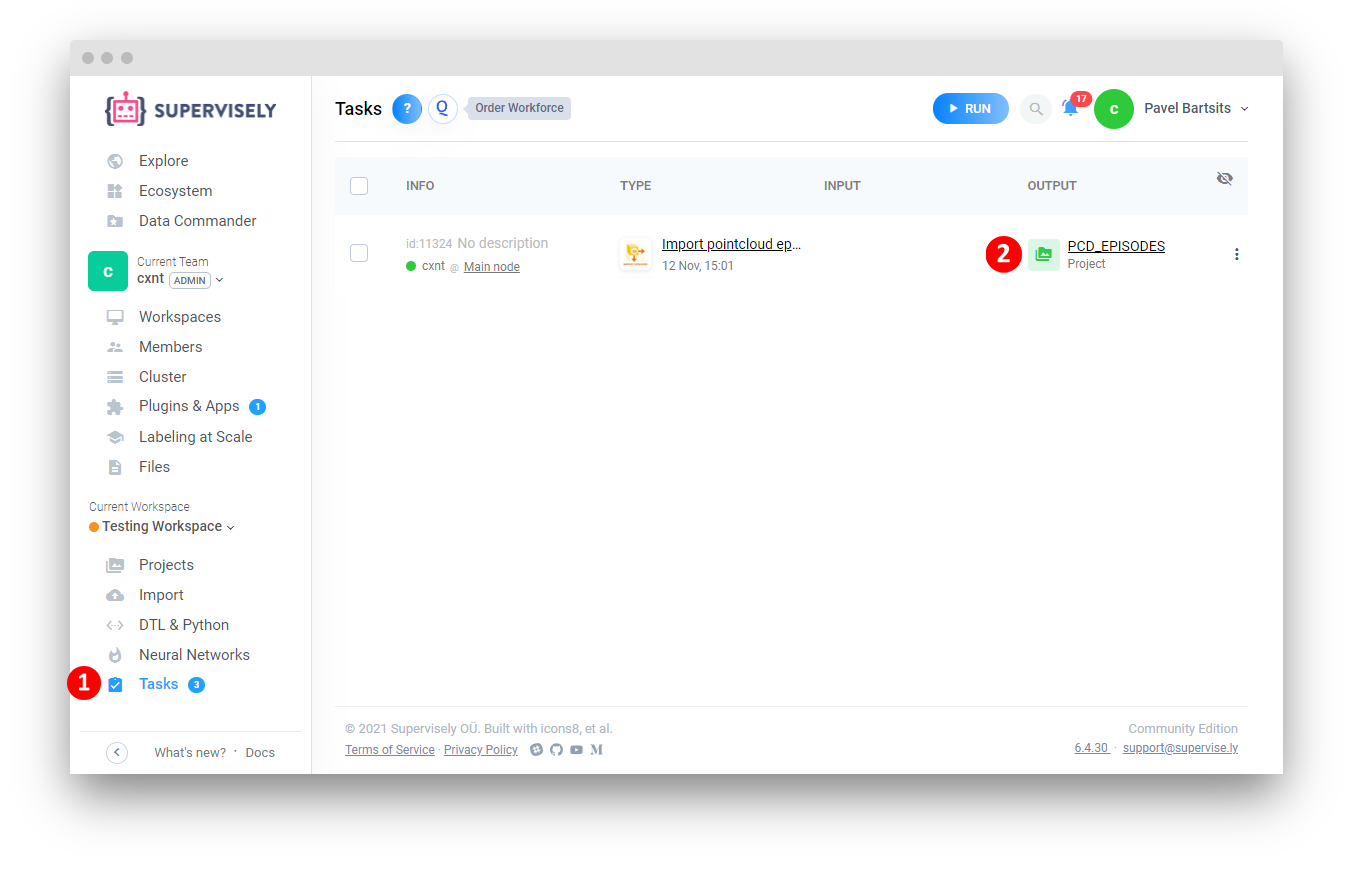 SUPERVISELY
Explore
Ecosystem
Data Commander
c
Current Team
cxnt ADMIN
Workspaces
Members
Cluster
Plugins & Apps 1
Labeling at Scale
Files
Current Workspace
Testing Workspace
Projects
Import
DTL & Python
Neural Networks
1 Tasks 3
What's new? · Docs
Tasks ? Q Order Workforce
RUN 17 c Pavel Bartsits
INFO TYPE INPUT OUTPUT
id:11324 No description
cxnt @ Main node
Import pointcloud ep...
12 Nov, 15:01
2 PCD_EPISODES
Project
© 2021 Supervisely OÜ. Built with icons8, et al.
Terms of Service · Privacy Policy
Community Edition
6.4.30 · support@supervise.ly